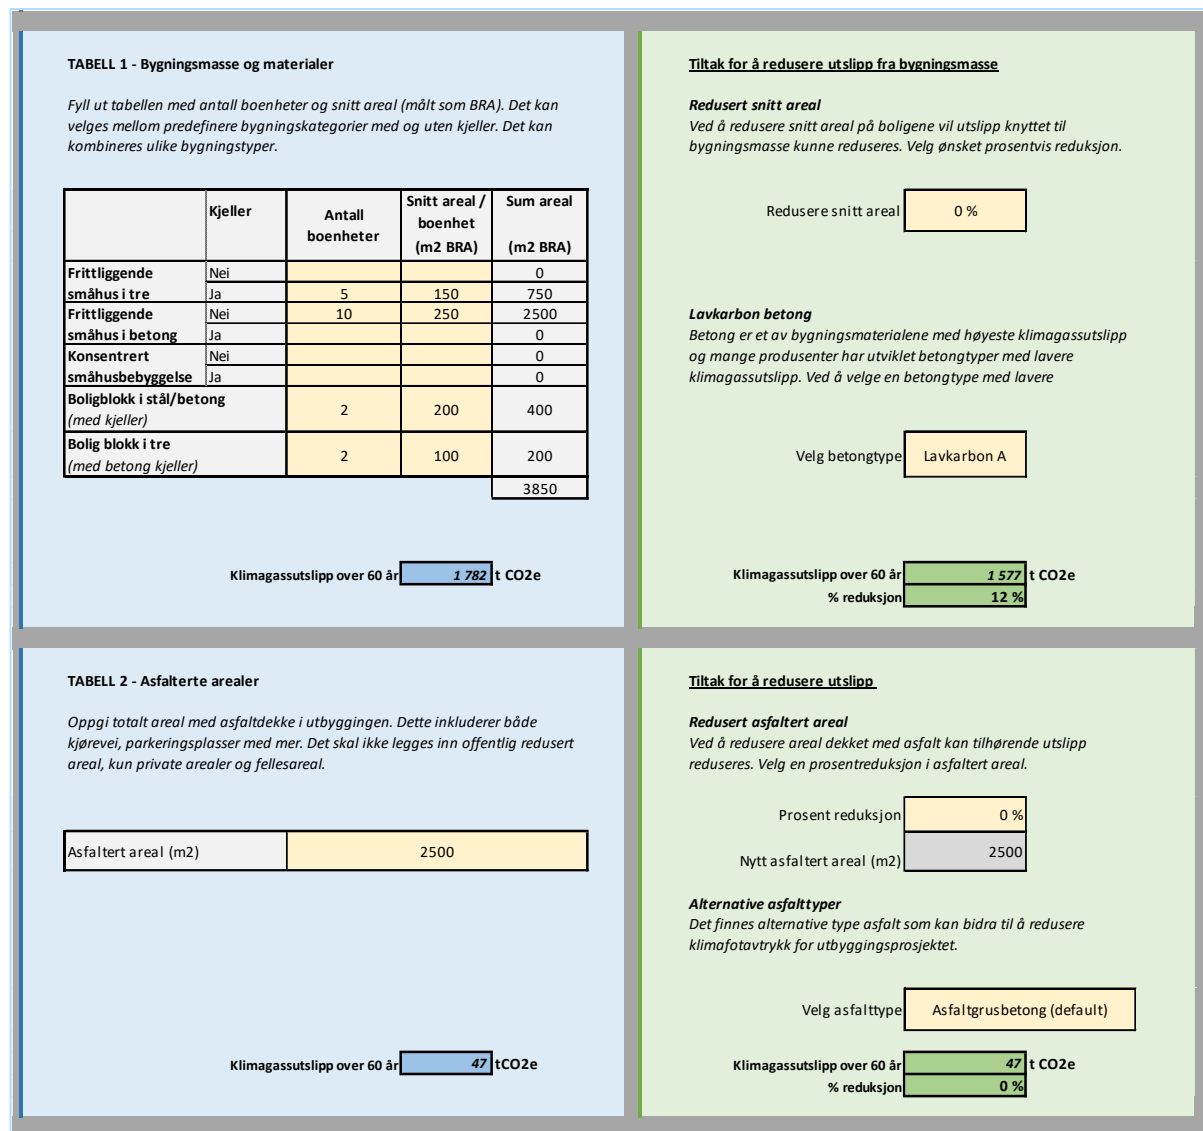 TABELL 1 - Bygningsmasse og materialer
Fyll ut tabellen med antall boenheter og snitt areal (målt som BRA). Det kan
velges mellom predefinere bygningskategorier med og uten kjeller. Det kan
kombineres ulike bygningstyper.
Kjeller Antall boenheter Snitt areal / boenhet (m2 BRA) Sum areal (m2 BRA)
Frittliggende Nei 0
småhus i tre Ja 5 150 750
Frittliggende Nei 10 250 2500
småhus i betong Ja 0
Konsentrert Nei 0
småhusbebyggelse Ja 0
Boligblokk i stål/betong
(med kjeller) 2 200 400
Bolig blokk i tre
(med betong kjeller) 2 100 200
3850
Klimagassutslipp over 60 år 1 782 t CO2e
Tiltak for å redusere utslipp fra bygningsmasse
Redusert snitt areal
Ved å redusere snitt areal på boligene vil utslipp knyttet til
bygningsmasse kunne reduseres. Velg ønsket prosentvis reduksjon.
Redusere snitt areal 0 %
Lavkarbon betong
Betong er et av bygningsmaterialene med høyeste klimagassutslipp
og mange produsenter har utviklet betongtyper med lavere
klimagassutslipp. Ved å velge en betongtype med lavere
Velg betongtype Lavkarbon A
Klimagassutslipp over 60 år 1 577 t CO2e
% reduksjon 12 %
TABELL 2 - Asfalterte arealer
Oppgi totalt areal med asfaltdekke i utbyggingen. Dette inkluderer både
kjørevei, parkeringsplasser med mer. Det skal ikke legges inn offentlig redusert
areal, kun private arealer og fellesareal.
Asfaltert areal (m2) 2500
Klimagassutslipp over 60 år 47 tCO2e
Tiltak for å redusere utslipp
Redusert asfaltert areal
Ved å redusere areal dekket med asfalt kan tilhørende utslipp
reduseres. Velg en prosentreduksjon i asfaltert areal.
Prosent reduksjon 0 %
Nytt asfaltert areal (m2) 2500
Alternative asfalttyper
Det finnes alternative type asfalt som kan bidra til å redusere
klimafotavtrykk for utbyggingsprosjektet.
Velg asfalttype Asfaltgrusbetong (default)
Klimagassutslipp over 60 år 47 t CO2e
% reduksjon 0 %